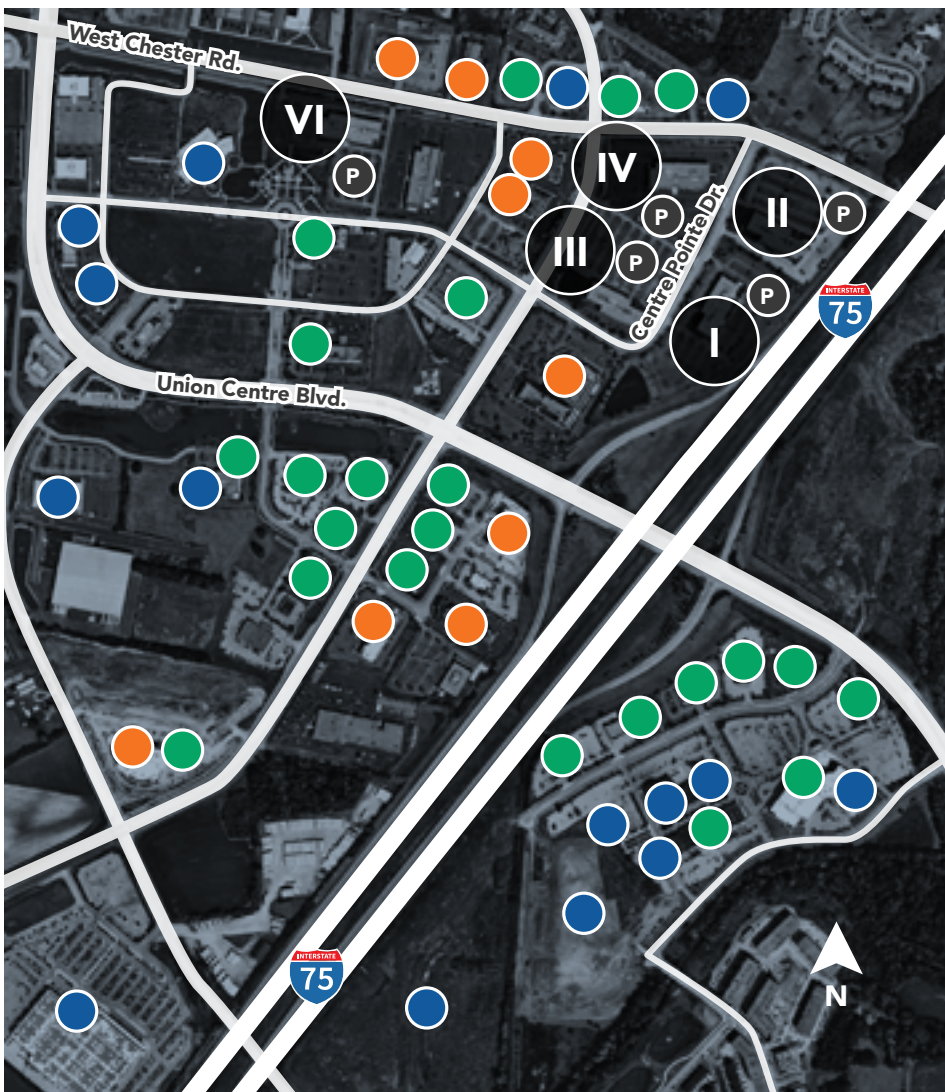 West Chester Rd.
VI
P
IV
P
II
P
III
P
Centre Pointe Dr.
P
I
INTERSTATE
75
Union Centre Blvd.
INTERSTATE
75
N